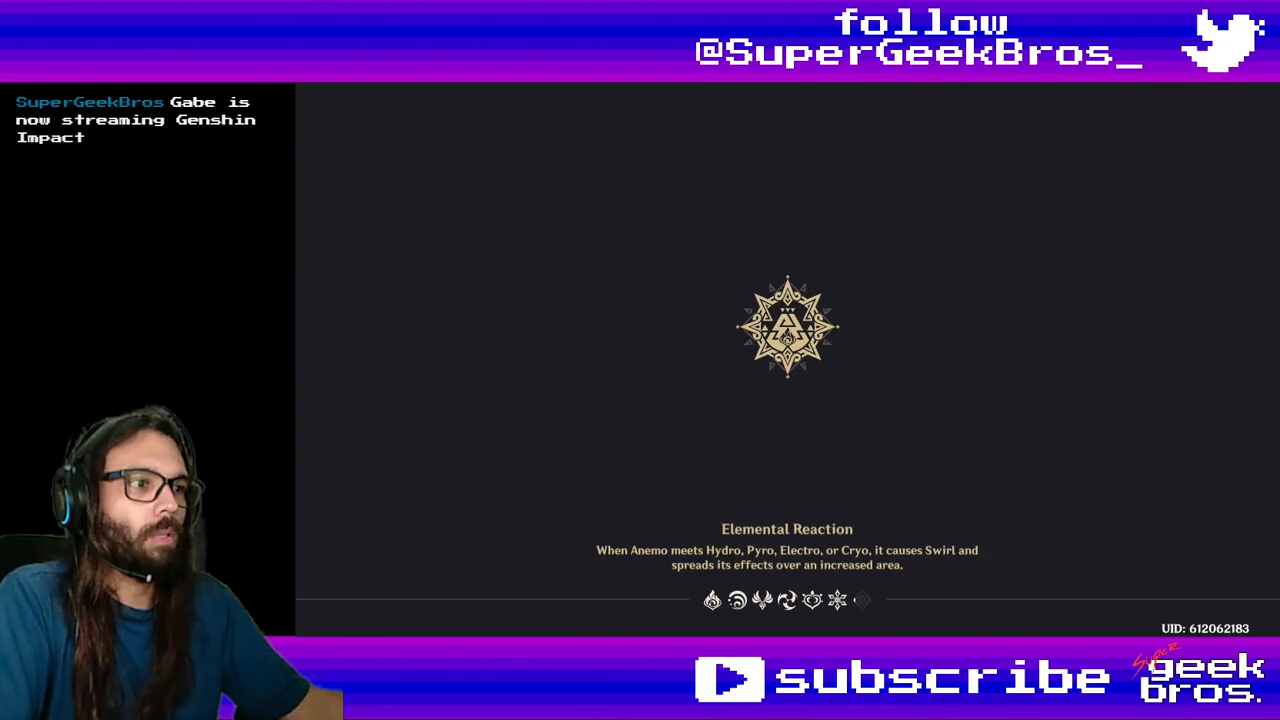 follow
@SuperGeekBros_
SuperGeekBros Gabe is
now streaming Genshin
Impact
Elemental Reaction
When Anemo meets Hydro, Pyro, Electro, or Cryo, it causes Swirl and
spreads its effects over an increased area.
UID: 612062183
subscribe
SUPER
geek
bros.